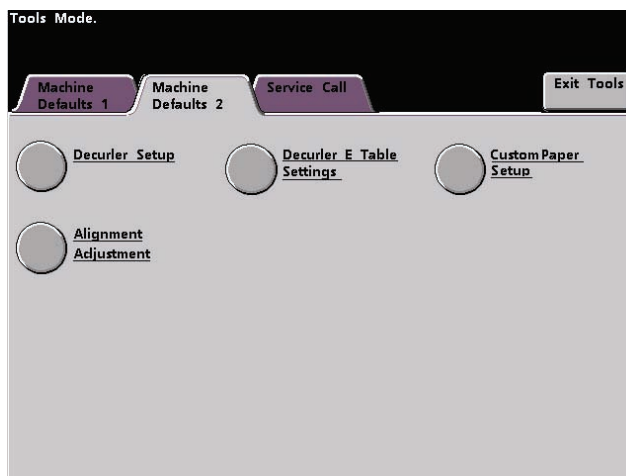 Tools Mode.
Machine
Defaults 1
Machine
Defaults 2
Service Call
Exit Tools
Decurler Setup
Decurler E Table
Settings
Custom Paper
Setup
Alignment
Adjustment